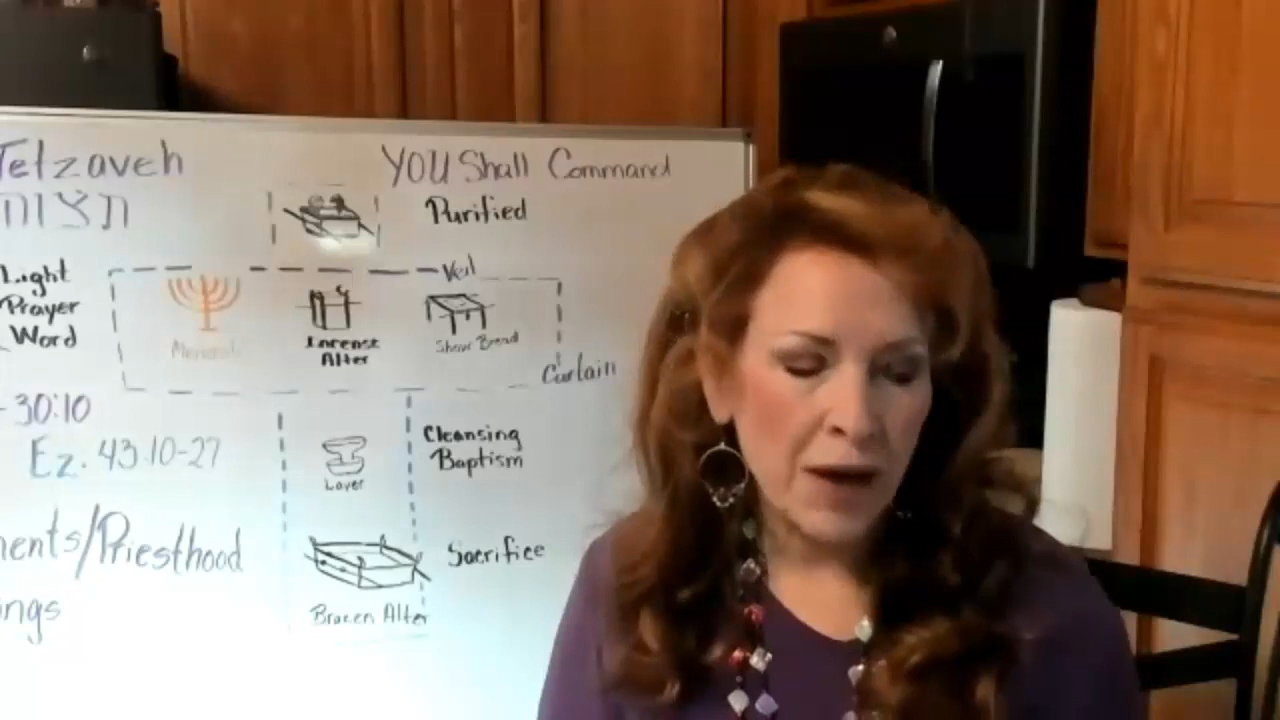 Tetzaveh
YOU Shall Command
תצוה
Purified
Light
Prayer
Word
Veil
Menorah
Incense
Alter
Show Bread
Curtain
- 30:10
Ez. 43:10-27
Cleansing
Baptism
Laver
ents/Priesthood
Sacrifice
ngs
Brazen Alter